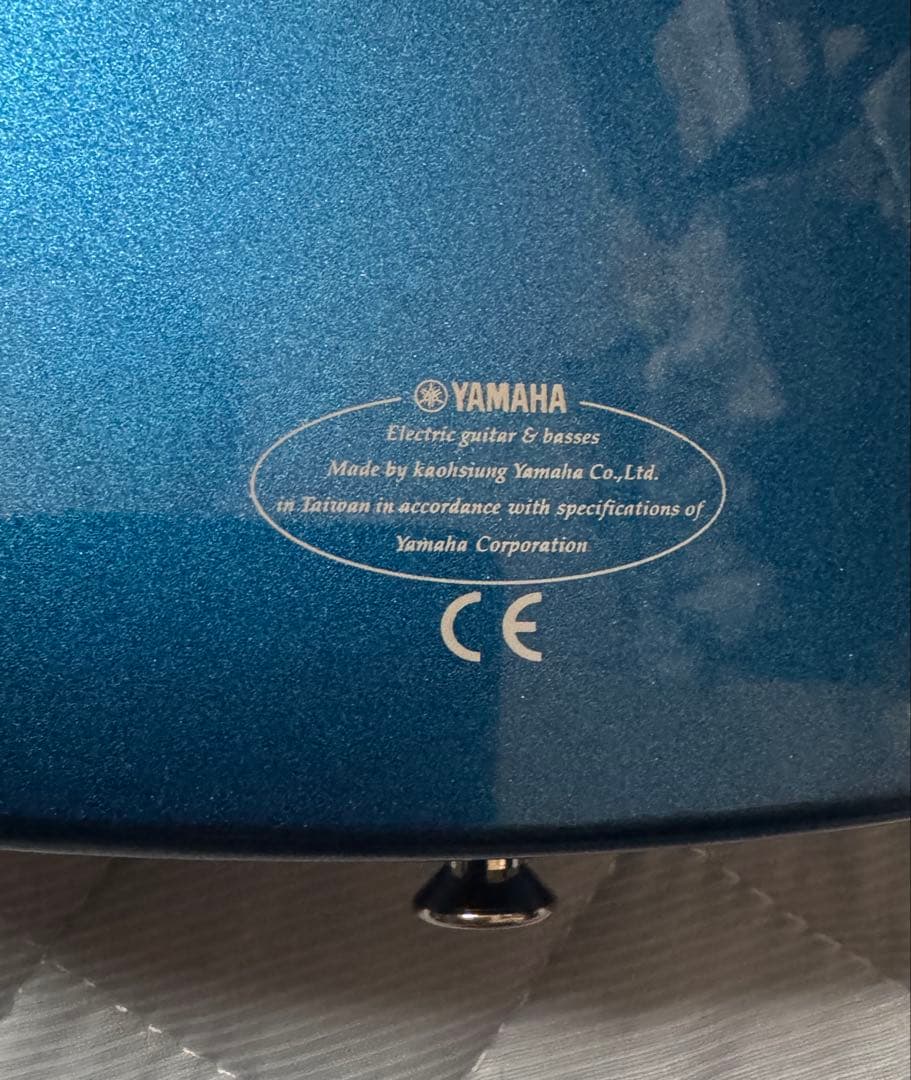 YAMAHA
Electric guitar & basses
Made by kaohsiung Yamaha Co.,Ltd.
in Taiwan in accordance with specifications of
Yamaha Corporation
CE